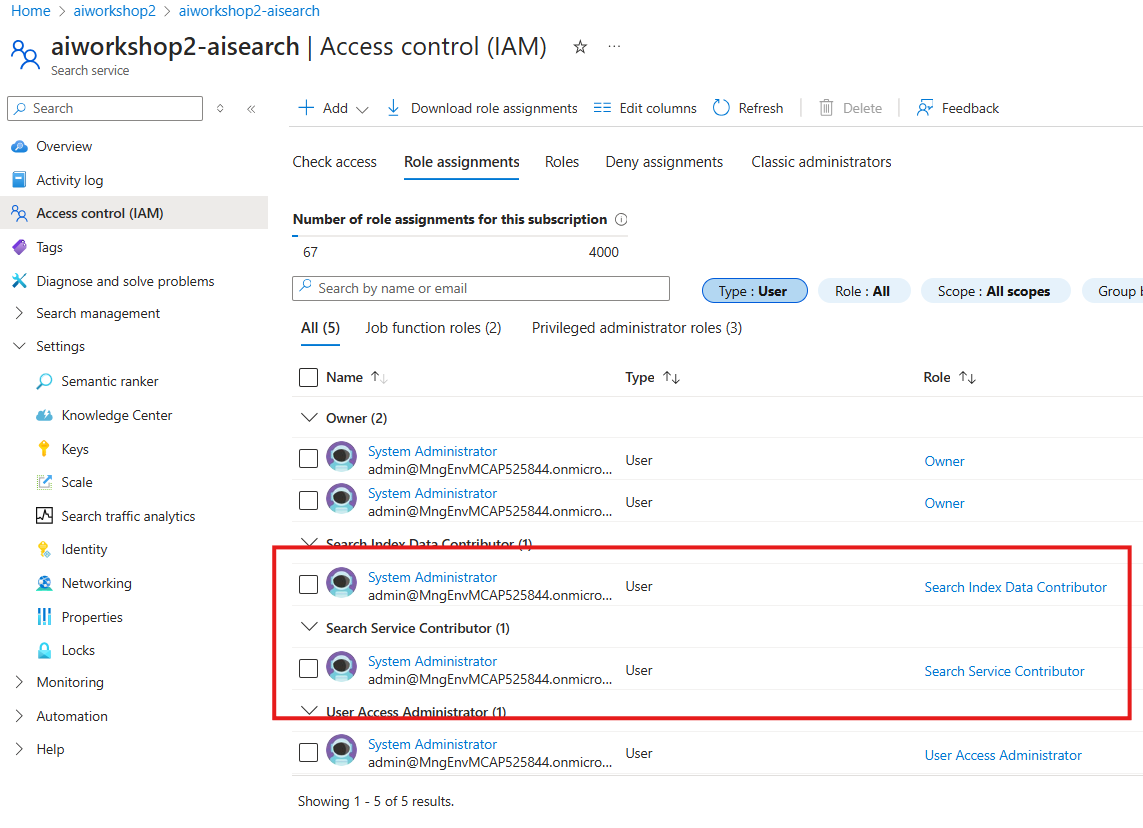 Home > aiworkshop2 > aiworkshop2-aisearch
aiworkshop2-aisearch | Access control (IAM)
Search service
Search
Overview
Activity log
Access control (IAM)
Tags
Diagnose and solve problems
Search management
Settings
Semantic ranker
Knowledge Center
Keys
Scale
Search traffic analytics
Identity
Networking
Properties
Locks
Monitoring
Automation
Help
Add
Download role assignments
Edit columns
Refresh
Delete
Feedback
Check access
Role assignments
Roles
Deny assignments
Classic administrators
Number of role assignments for this subscription
67
4000
Search by name or email
Type : User
Role : All
Scope : All scopes
Group
All (5)
Job function roles (2)
Privileged administrator roles (3)
Name
Type
Role
Owner (2)
System Administrator
admin@MngEnvMCAP525844.onmicro...
User
Owner
System Administrator
admin@MngEnvMCAP525844.onmicro...
User
Owner
Search Index Data Contributor (1)
System Administrator
admin@MngEnvMCAP525844.onmicro...
User
Search Index Data Contributor
Search Service Contributor (1)
System Administrator
admin@MngEnvMCAP525844.onmicro...
User
Search Service Contributor
User Access Administrator (1)
System Administrator
admin@MngEnvMCAP525844.onmicro...
User
User Access Administrator
Showing 1 - 5 of 5 results.